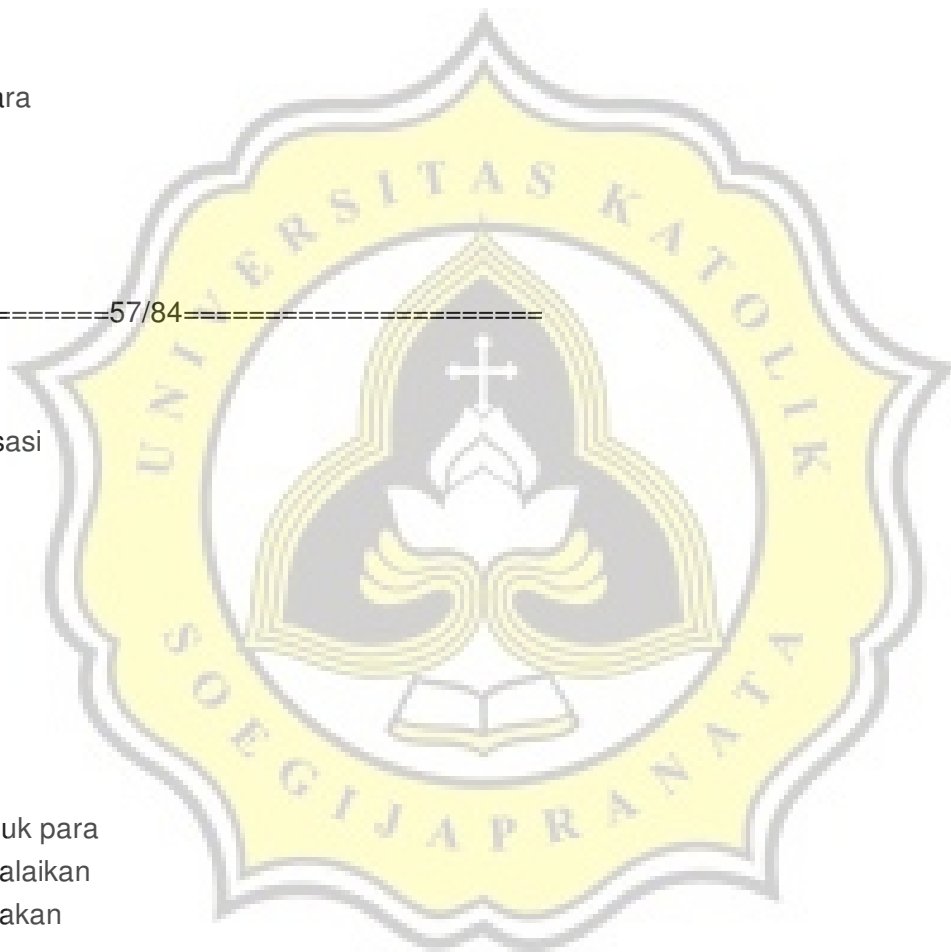 ara
UNIVERSITAS KATOLIK
=======57/84======================
sasi
SOEGIJAPRANATA
uk para
alaikan
akan